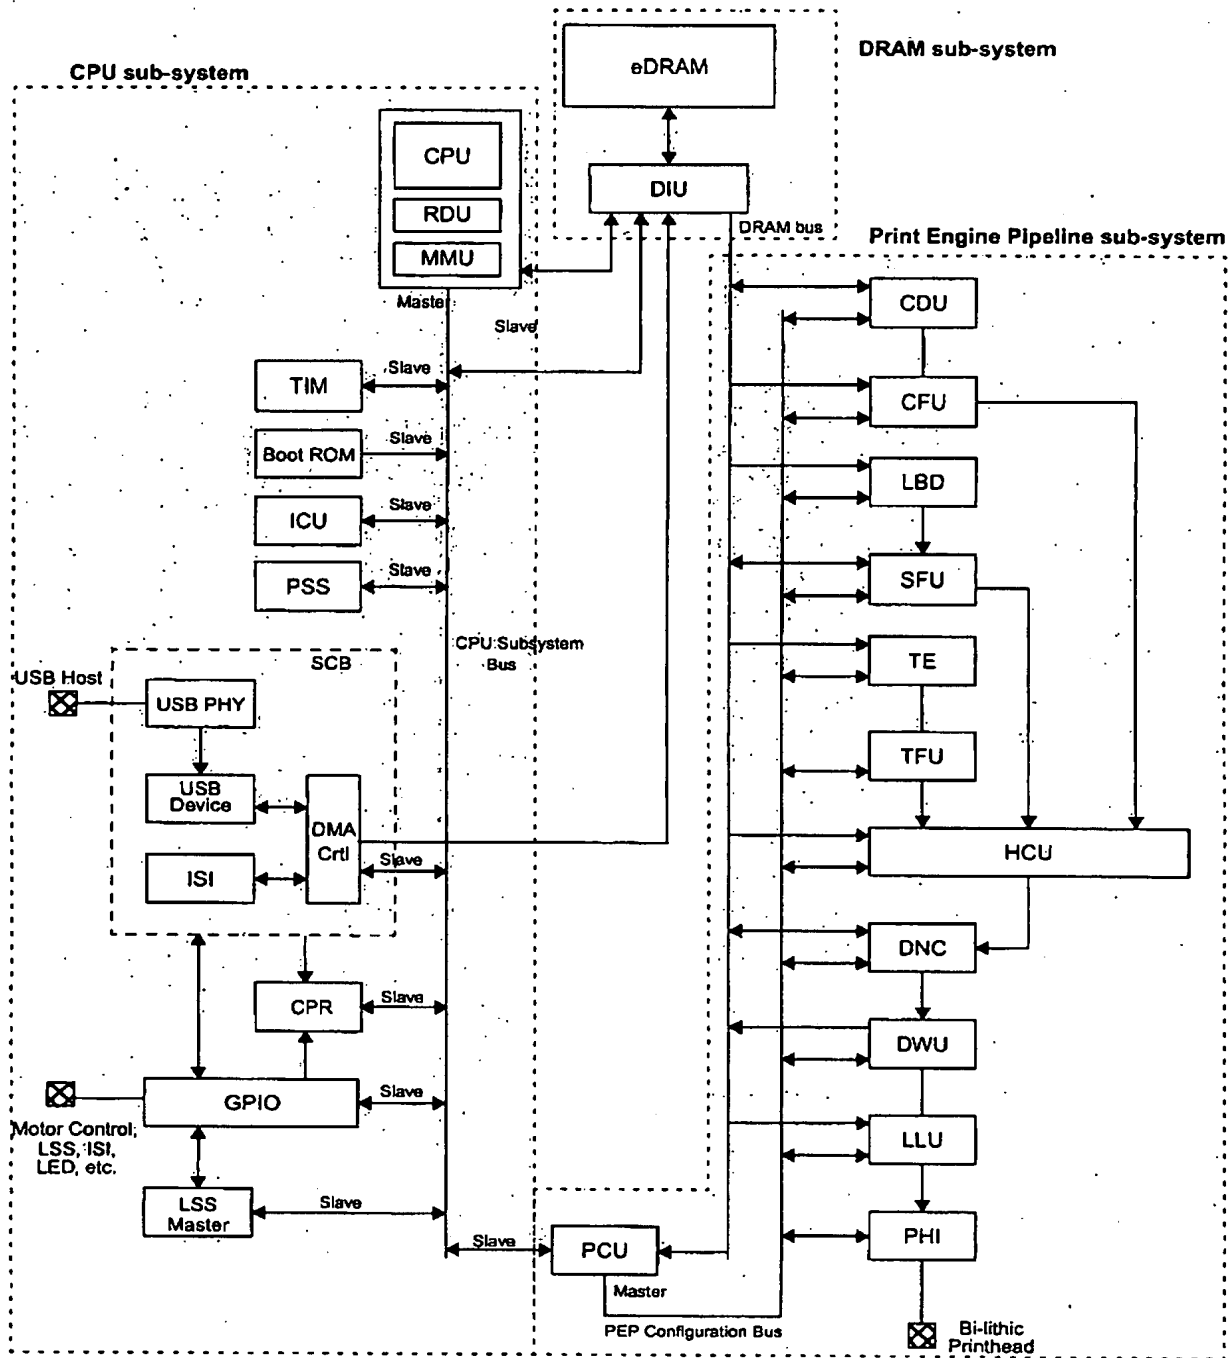 DRAM sub-system
CPU sub-system
eDRAM
CPU
RDU
MMU
DIU
DRAM bus
Print Engine Pipeline sub-system
Master
Slave
CDU
TIM
Slave
CFU
Boot ROM
Slave
LBD
ICU
Slave
PSS
Slave
SFU
CPU Subsystem
Bus
SCB
TE
USB Host
USB PHY
TFU
USB
Device
DMA
Crtl
Slave
HCU
ISI
DNC
CPR
Slave
DWU
GPIO
Slave
Motor Control,
LSS, ISI,
LED, etc.
LLU
LSS
Master
Slave
PHI
Slave
PCU
Master
PEP Configuration Bus
Bi-lithic
Printhead